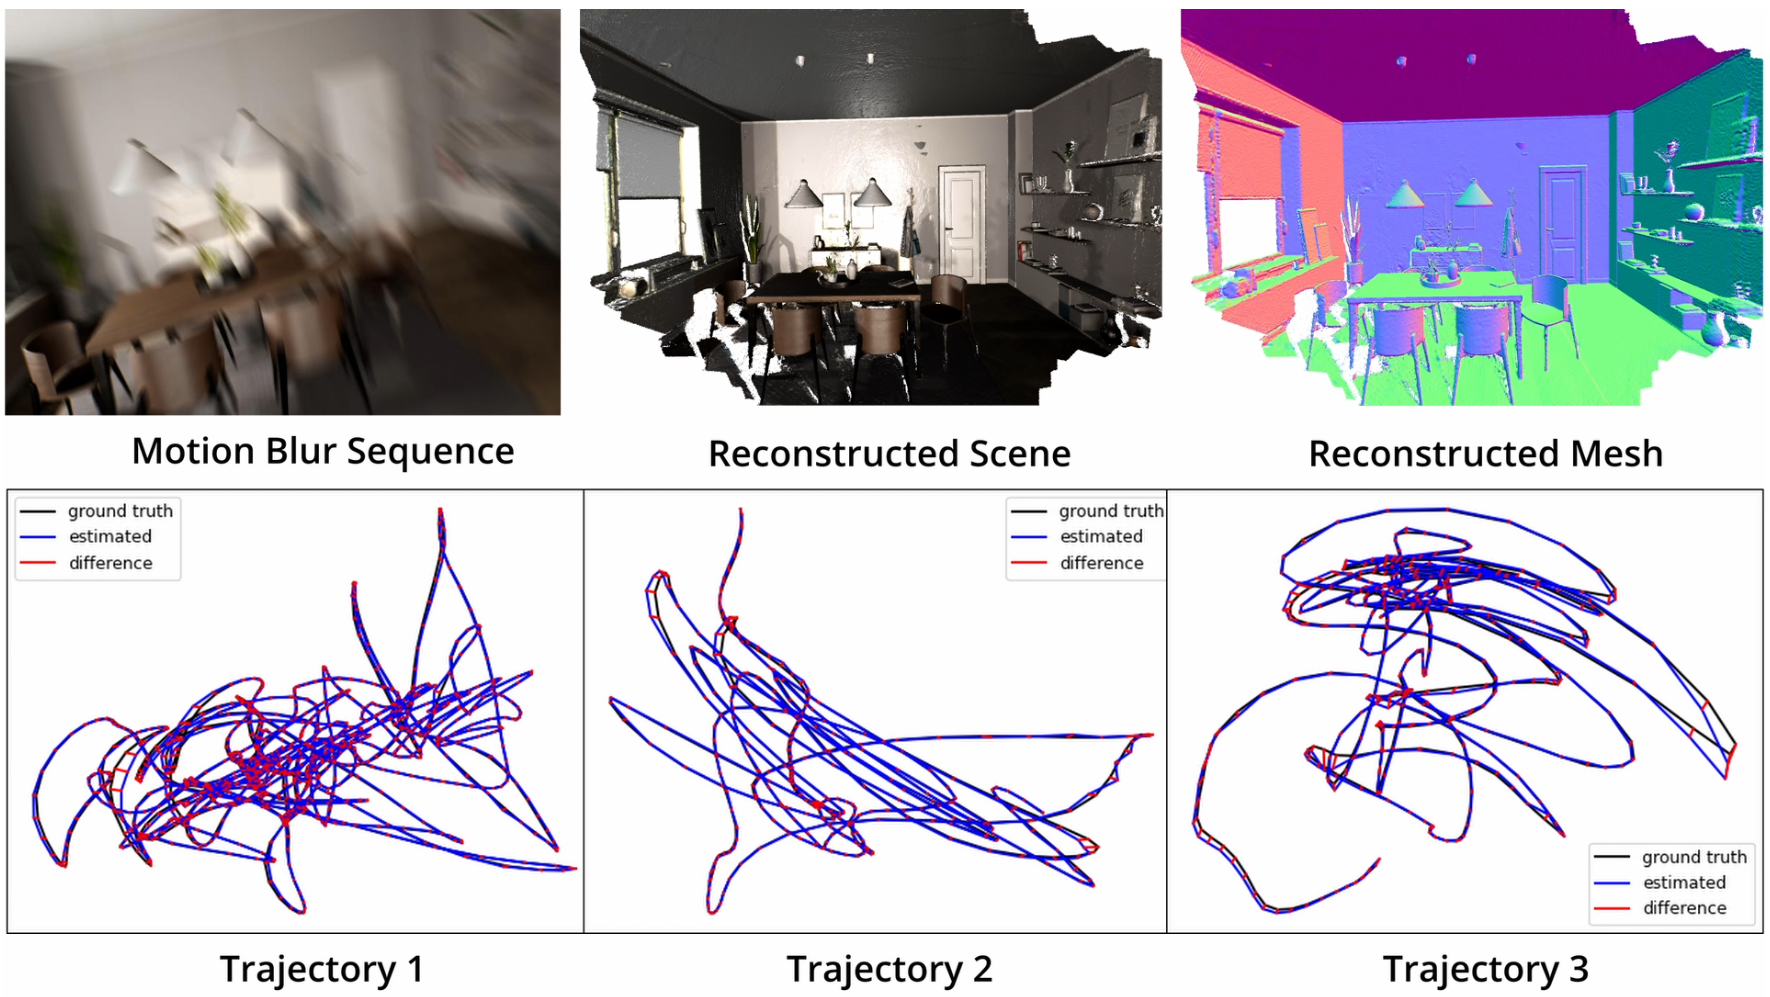 Motion Blur Sequence
Reconstructed Scene
Reconstructed Mesh
ground truth
estimated
difference
ground truth
estimated
difference
ground truth
estimated
difference
Trajectory 1
Trajectory 2
Trajectory 3